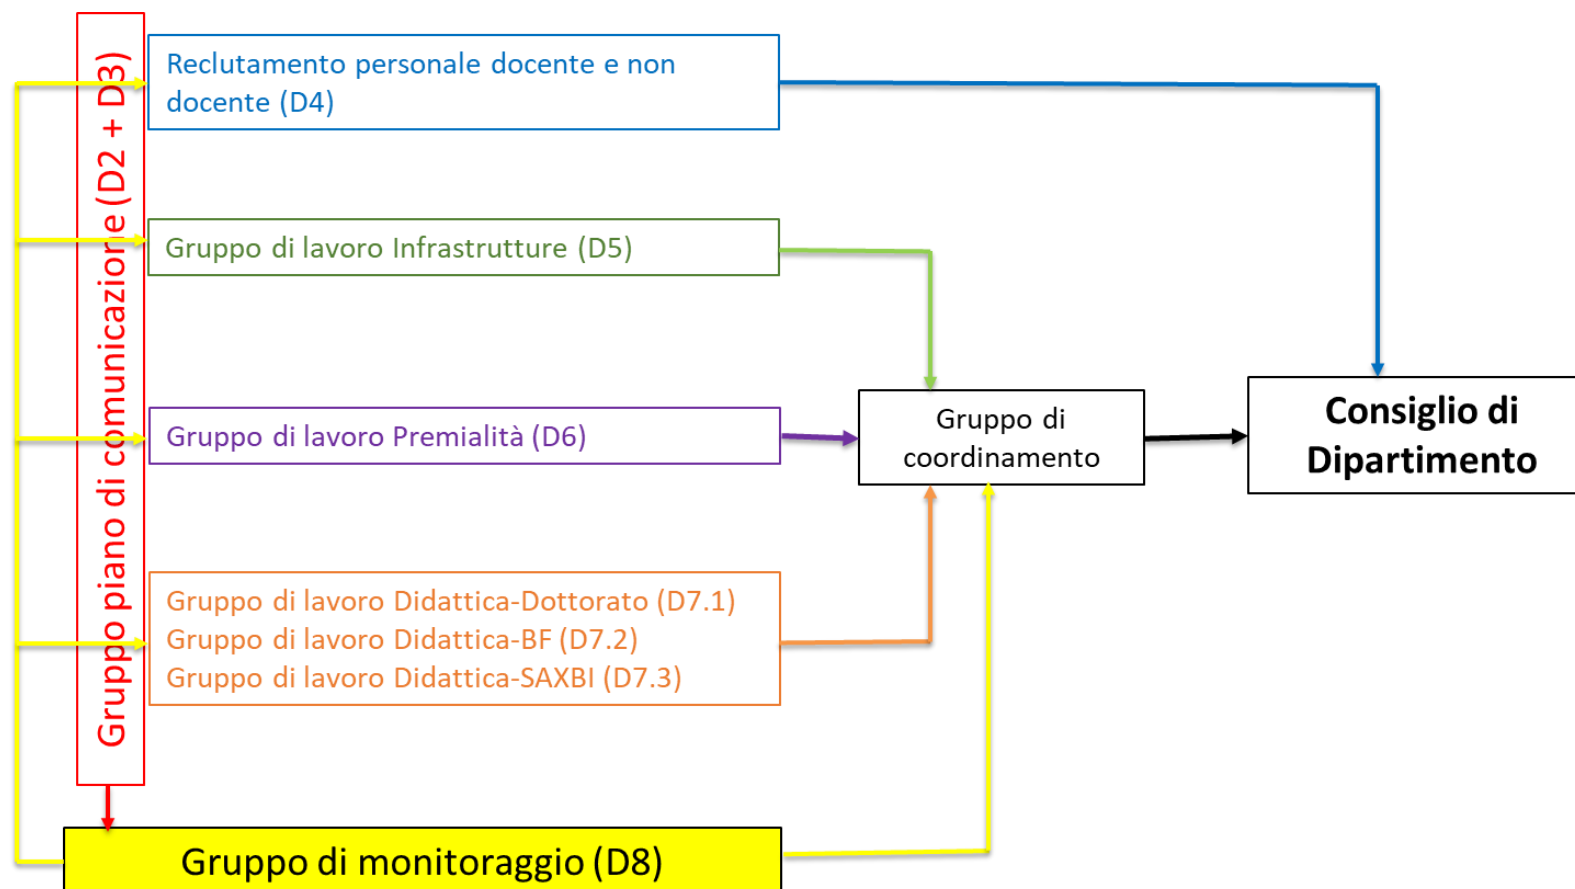 Gruppo piano di comunicazione (D2 + D3)
Reclutamento personale docente e non
docente (D4)
Gruppo di lavoro Infrastrutture (D5)
Gruppo di lavoro Premialità (D6)
Gruppo di lavoro Didattica-Dottorato (D7.1)
Gruppo di lavoro Didattica-BF (D7.2)
Gruppo di lavoro Didattica-SAXBI (D7.3)
Gruppo di
coordinamento
Consiglio di
Dipartimento
Gruppo di monitoraggio (D8)